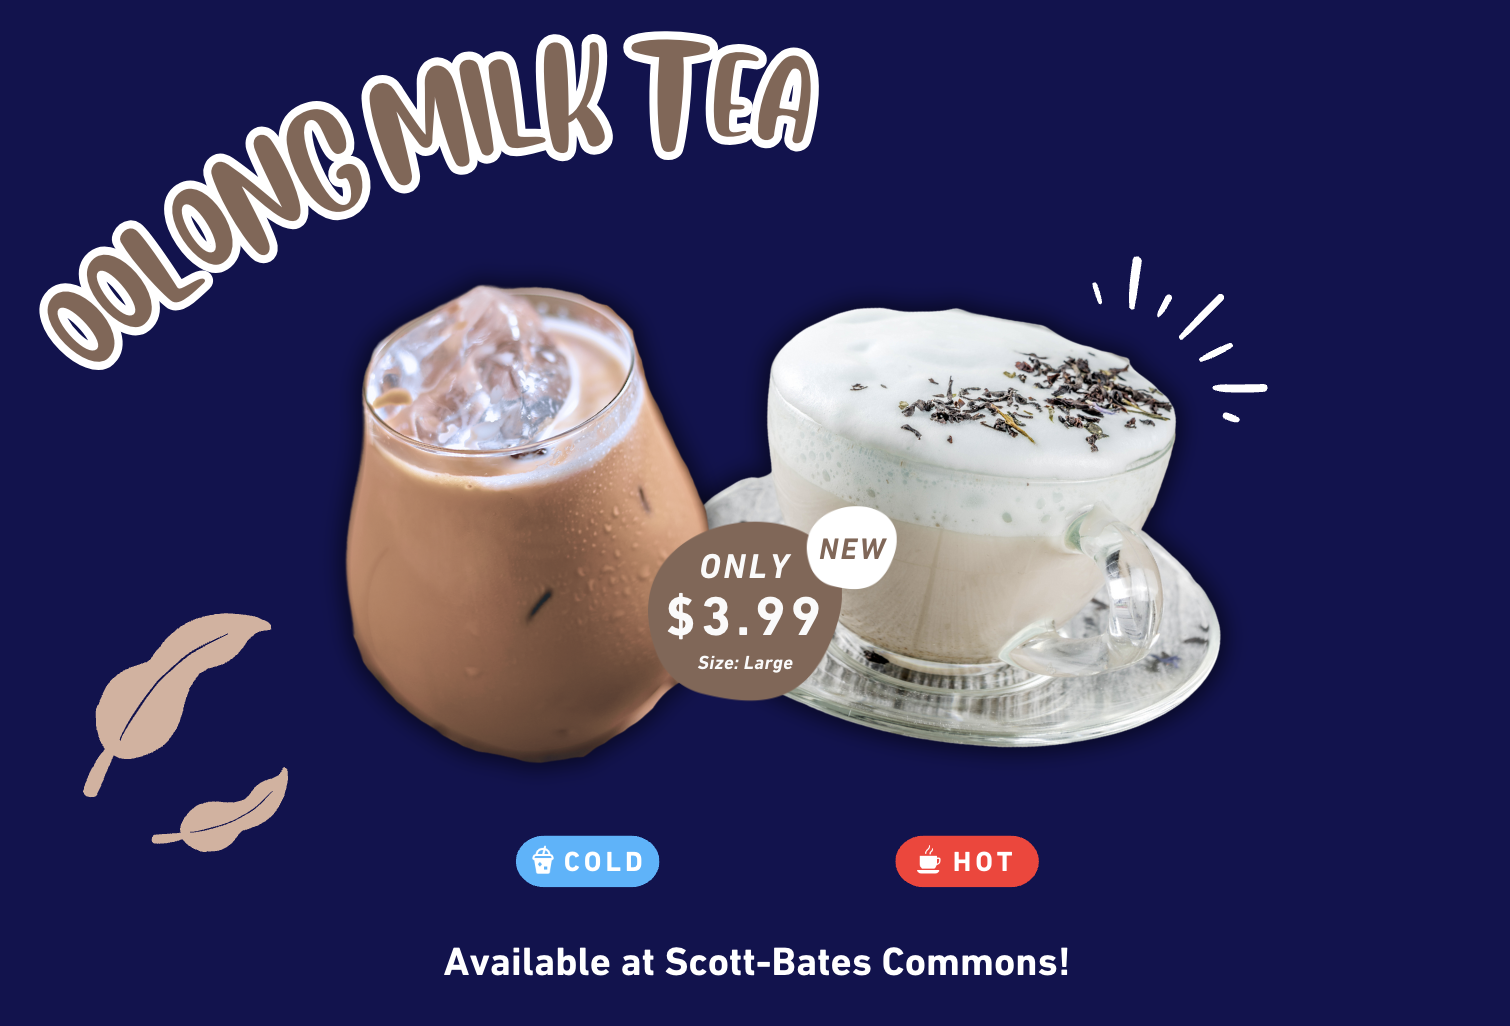 OOLONG MILK TEA
NEW
ONLY
$3.99
Size: Large
COLD
HOT
Available at Scott-Bates Commons!